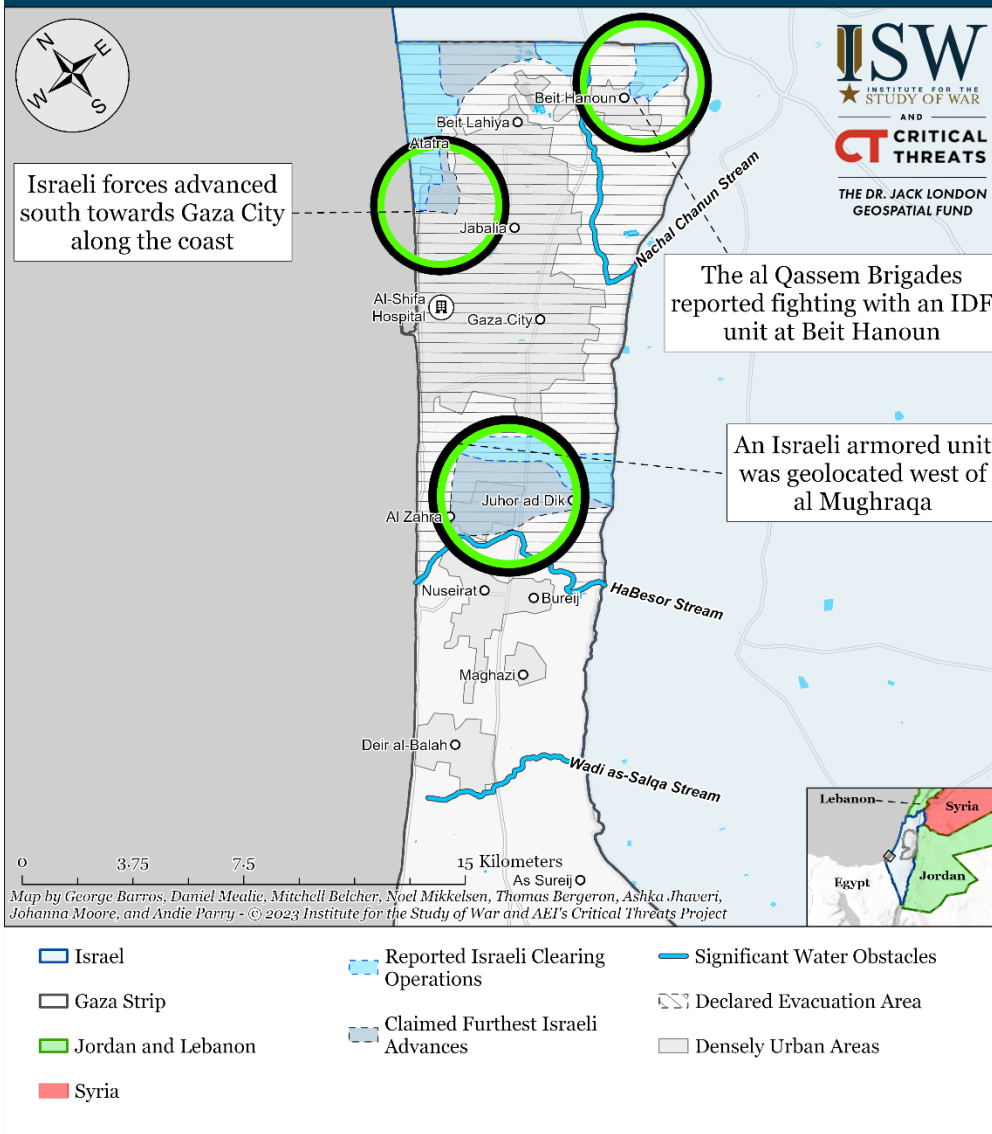 N
E
W
S
ISW
INSTITUTE FOR THE
STUDY OF WAR
AND
CT CRITICAL
THREATS
THE DR. JACK LONDON
GEOSPATIAL FUND
Beit Hanoun
Beit Lahiya
Atatra
Israeli forces advanced
south towards Gaza City
along the coast
Nachal Chanun Stream
Jabalia
The al Qassem Brigades
reported fighting with an IDF
unit at Beit Hanoun
Al-Shifa
Hospital
Gaza City
An Israeli armored unit
was geolocated west of
al Mughraqa
Juhor ad Dik
Al Zahra
Nuseirat
Bureij
HaBesor Stream
Maghazi
Deir al-Balah
Wadi as-Salqa Stream
Lebanon
Syria
Egypt
Jordan
0 3.75 7.5 15 Kilometers
As Sureij
Map by George Barros, Daniel Mealie, Mitchell Belcher, Noel Mikkelsen, Thomas Bergeron, Ashka Jhaveri,
Johanna Moore, and Andie Parry - © 2023 Institute for the Study of War and AEI's Critical Threats Project
Israel
Gaza Strip
Jordan and Lebanon
Syria
Reported Israeli Clearing
Operations
Claimed Furthest Israeli
Advances
Significant Water Obstacles
Declared Evacuation Area
Densely Urban Areas